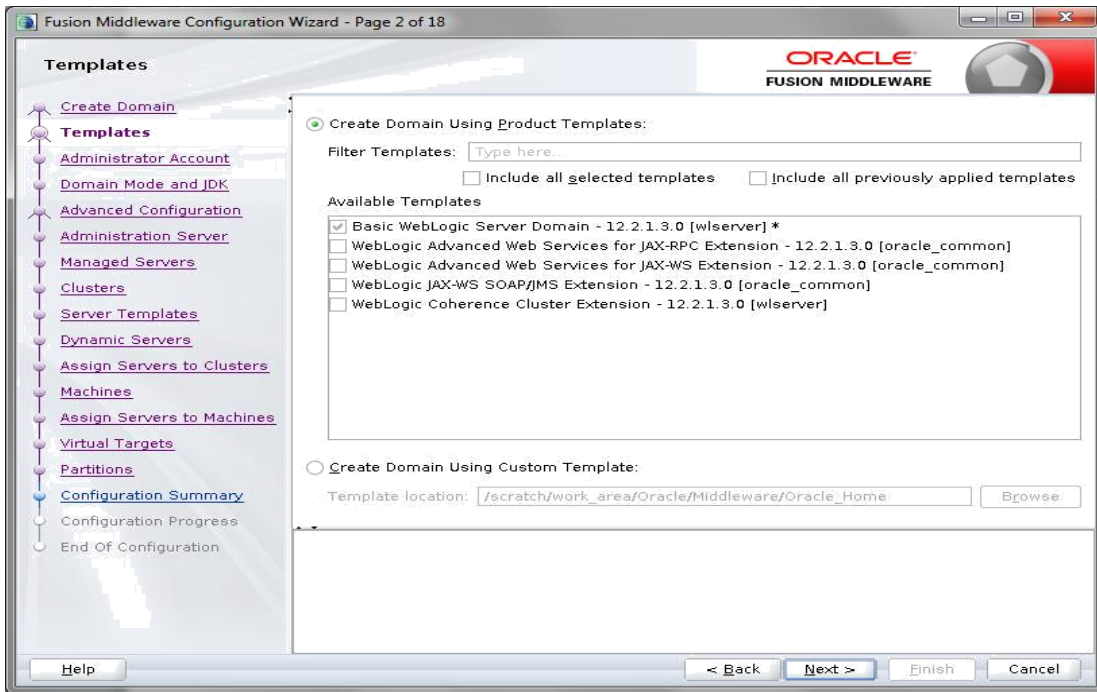 Fusion Middleware Configuration Wizard - Page 2 of 18
Templates
ORACLE
FUSION MIDDLEWARE
Create Domain
Templates
Administrator Account
Domain Mode and JDK
Advanced Configuration
Administration Server
Managed Servers
Clusters
Server Templates
Dynamic Servers
Assign Servers to Clusters
Machines
Assign Servers to Machines
Virtual Targets
Partitions
Configuration Summary
Configuration Progress
End Of Configuration
Create Domain Using Product Templates:
Filter Templates: Type here...
Include all selected templates Include all previously applied templates
Available Templates
Basic WebLogic Server Domain - 12.2.1.3.0 [wlserver] *
WebLogic Advanced Web Services for JAX-RPC Extension - 12.2.1.3.0 [oracle_common]
WebLogic Advanced Web Services for JAX-WS Extension - 12.2.1.3.0 [oracle_common]
WebLogic JAX-WS SOAP/JMS Extension - 12.2.1.3.0 [oracle_common]
WebLogic Coherence Cluster Extension - 12.2.1.3.0 [wlserver]
Create Domain Using Custom Template:
Template location: /scratch/work_area/Oracle/Middleware/Oracle_Home Browse
Help < Back Next > Finish Cancel